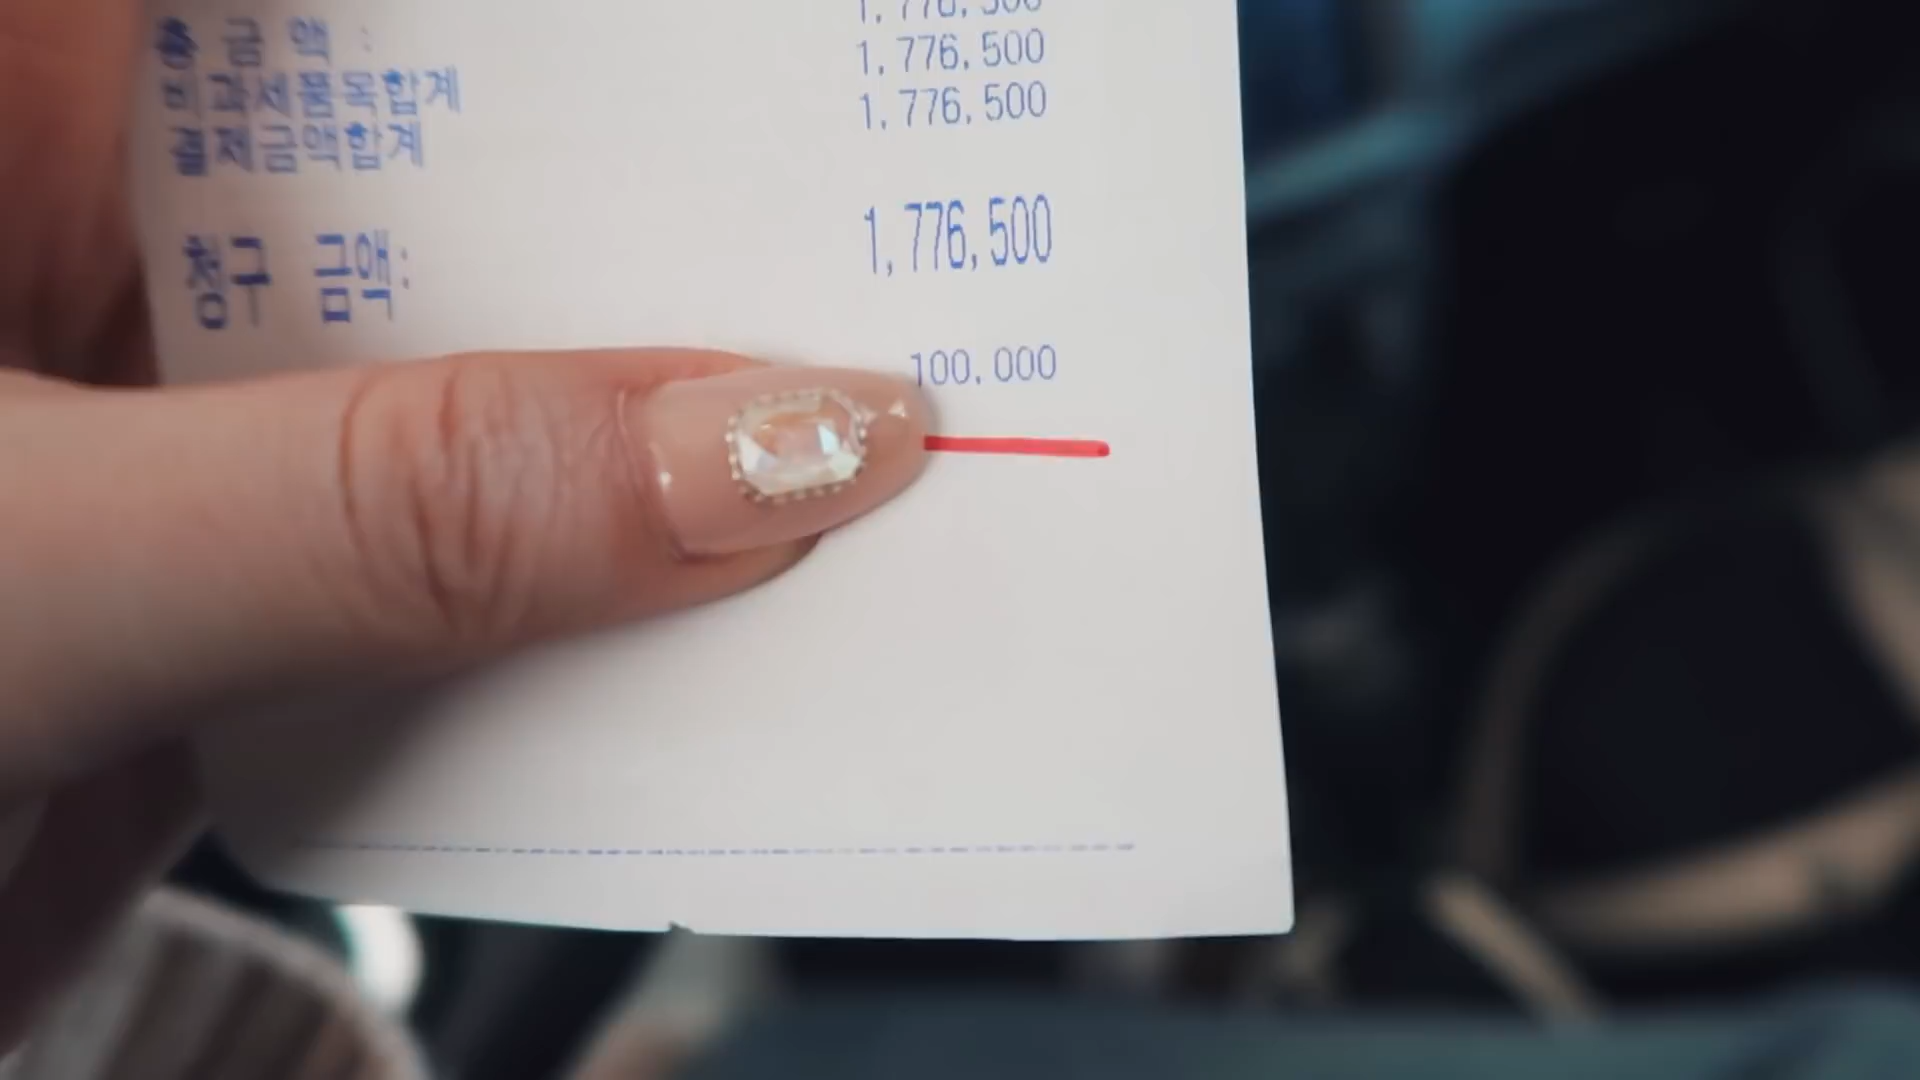 1,776,500
총 금 액 : 1,776,500
비과세품목합계 1,776,500
결제금액합계
청구 금액: 1,776,500
100,000